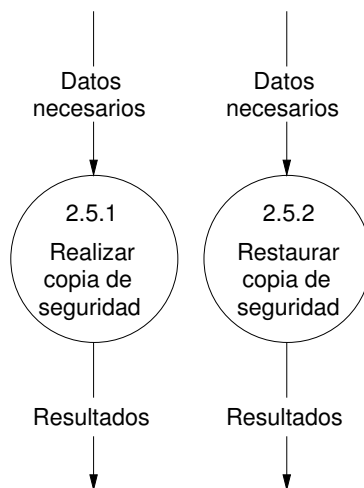 Datos
necesarios
Datos
necesarios
2.5.1
Realizar
copia de
seguridad
2.5.2
Restaurar
copia de
seguridad
Resultados
Resultados